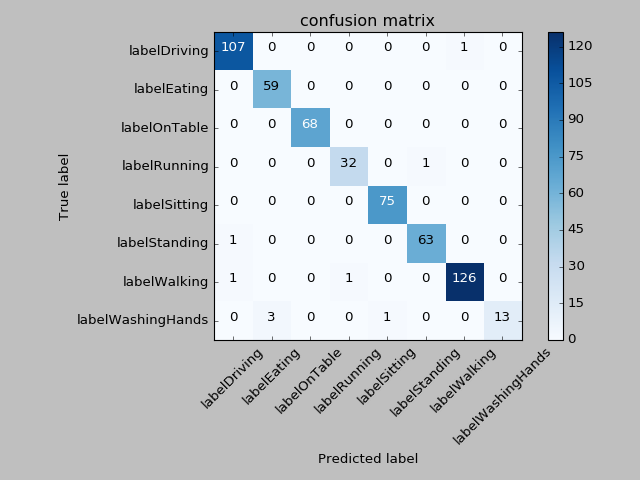 confusion matrix
labelDriving 107 0 0 0 0 0 1 0
labelEating 0 59 0 0 0 0 0 0
labelOnTable 0 0 68 0 0 0 0 0
labelRunning 0 0 0 32 0 1 0 0
labelSitting 0 0 0 0 75 0 0 0
labelStanding 1 0 0 0 0 63 0 0
labelWalking 1 0 0 1 0 0 126 0
labelWashingHands 0 3 0 0 1 0 0 13
True label
labelDriving
labelEating
labelOnTable
labelRunning
labelSitting
labelStanding
labelWalking
labelWashingHands
Predicted label
120
105
90
75
60
45
30
15
0